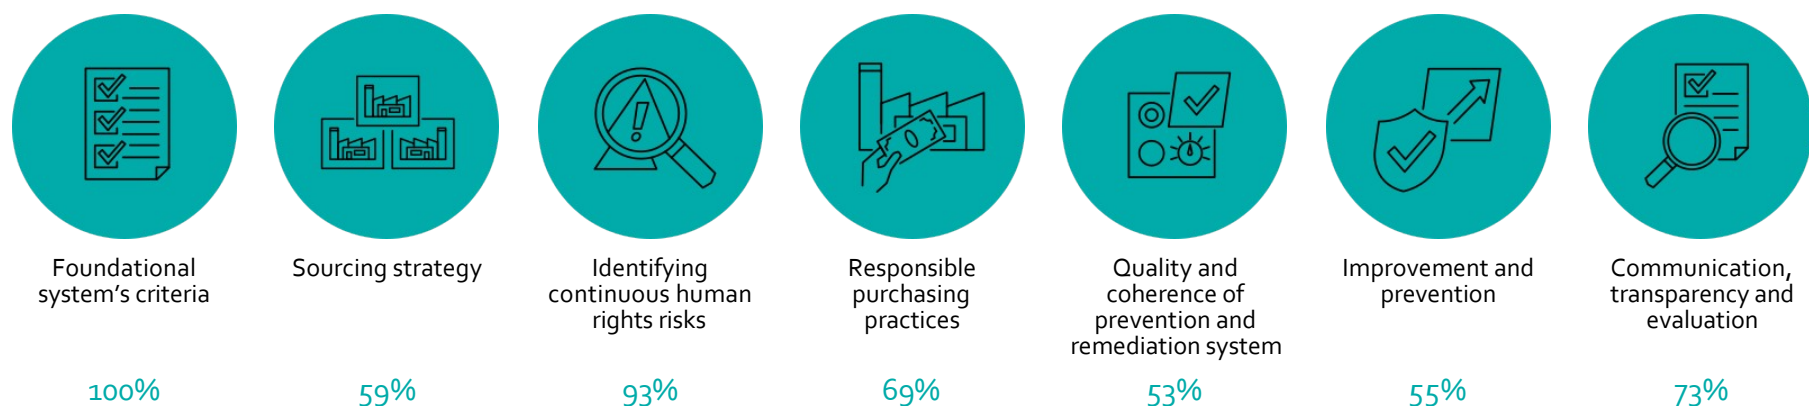 Foundational
system's criteria
100%
Sourcing strategy
59%
Identifying
continuous human
rights risks
93%
Responsible
purchasing
practices
69%
Quality and
coherence of
prevention and
remediation system
53%
Improvement and
prevention
55%
Communication,
transparency and
evaluation
73%